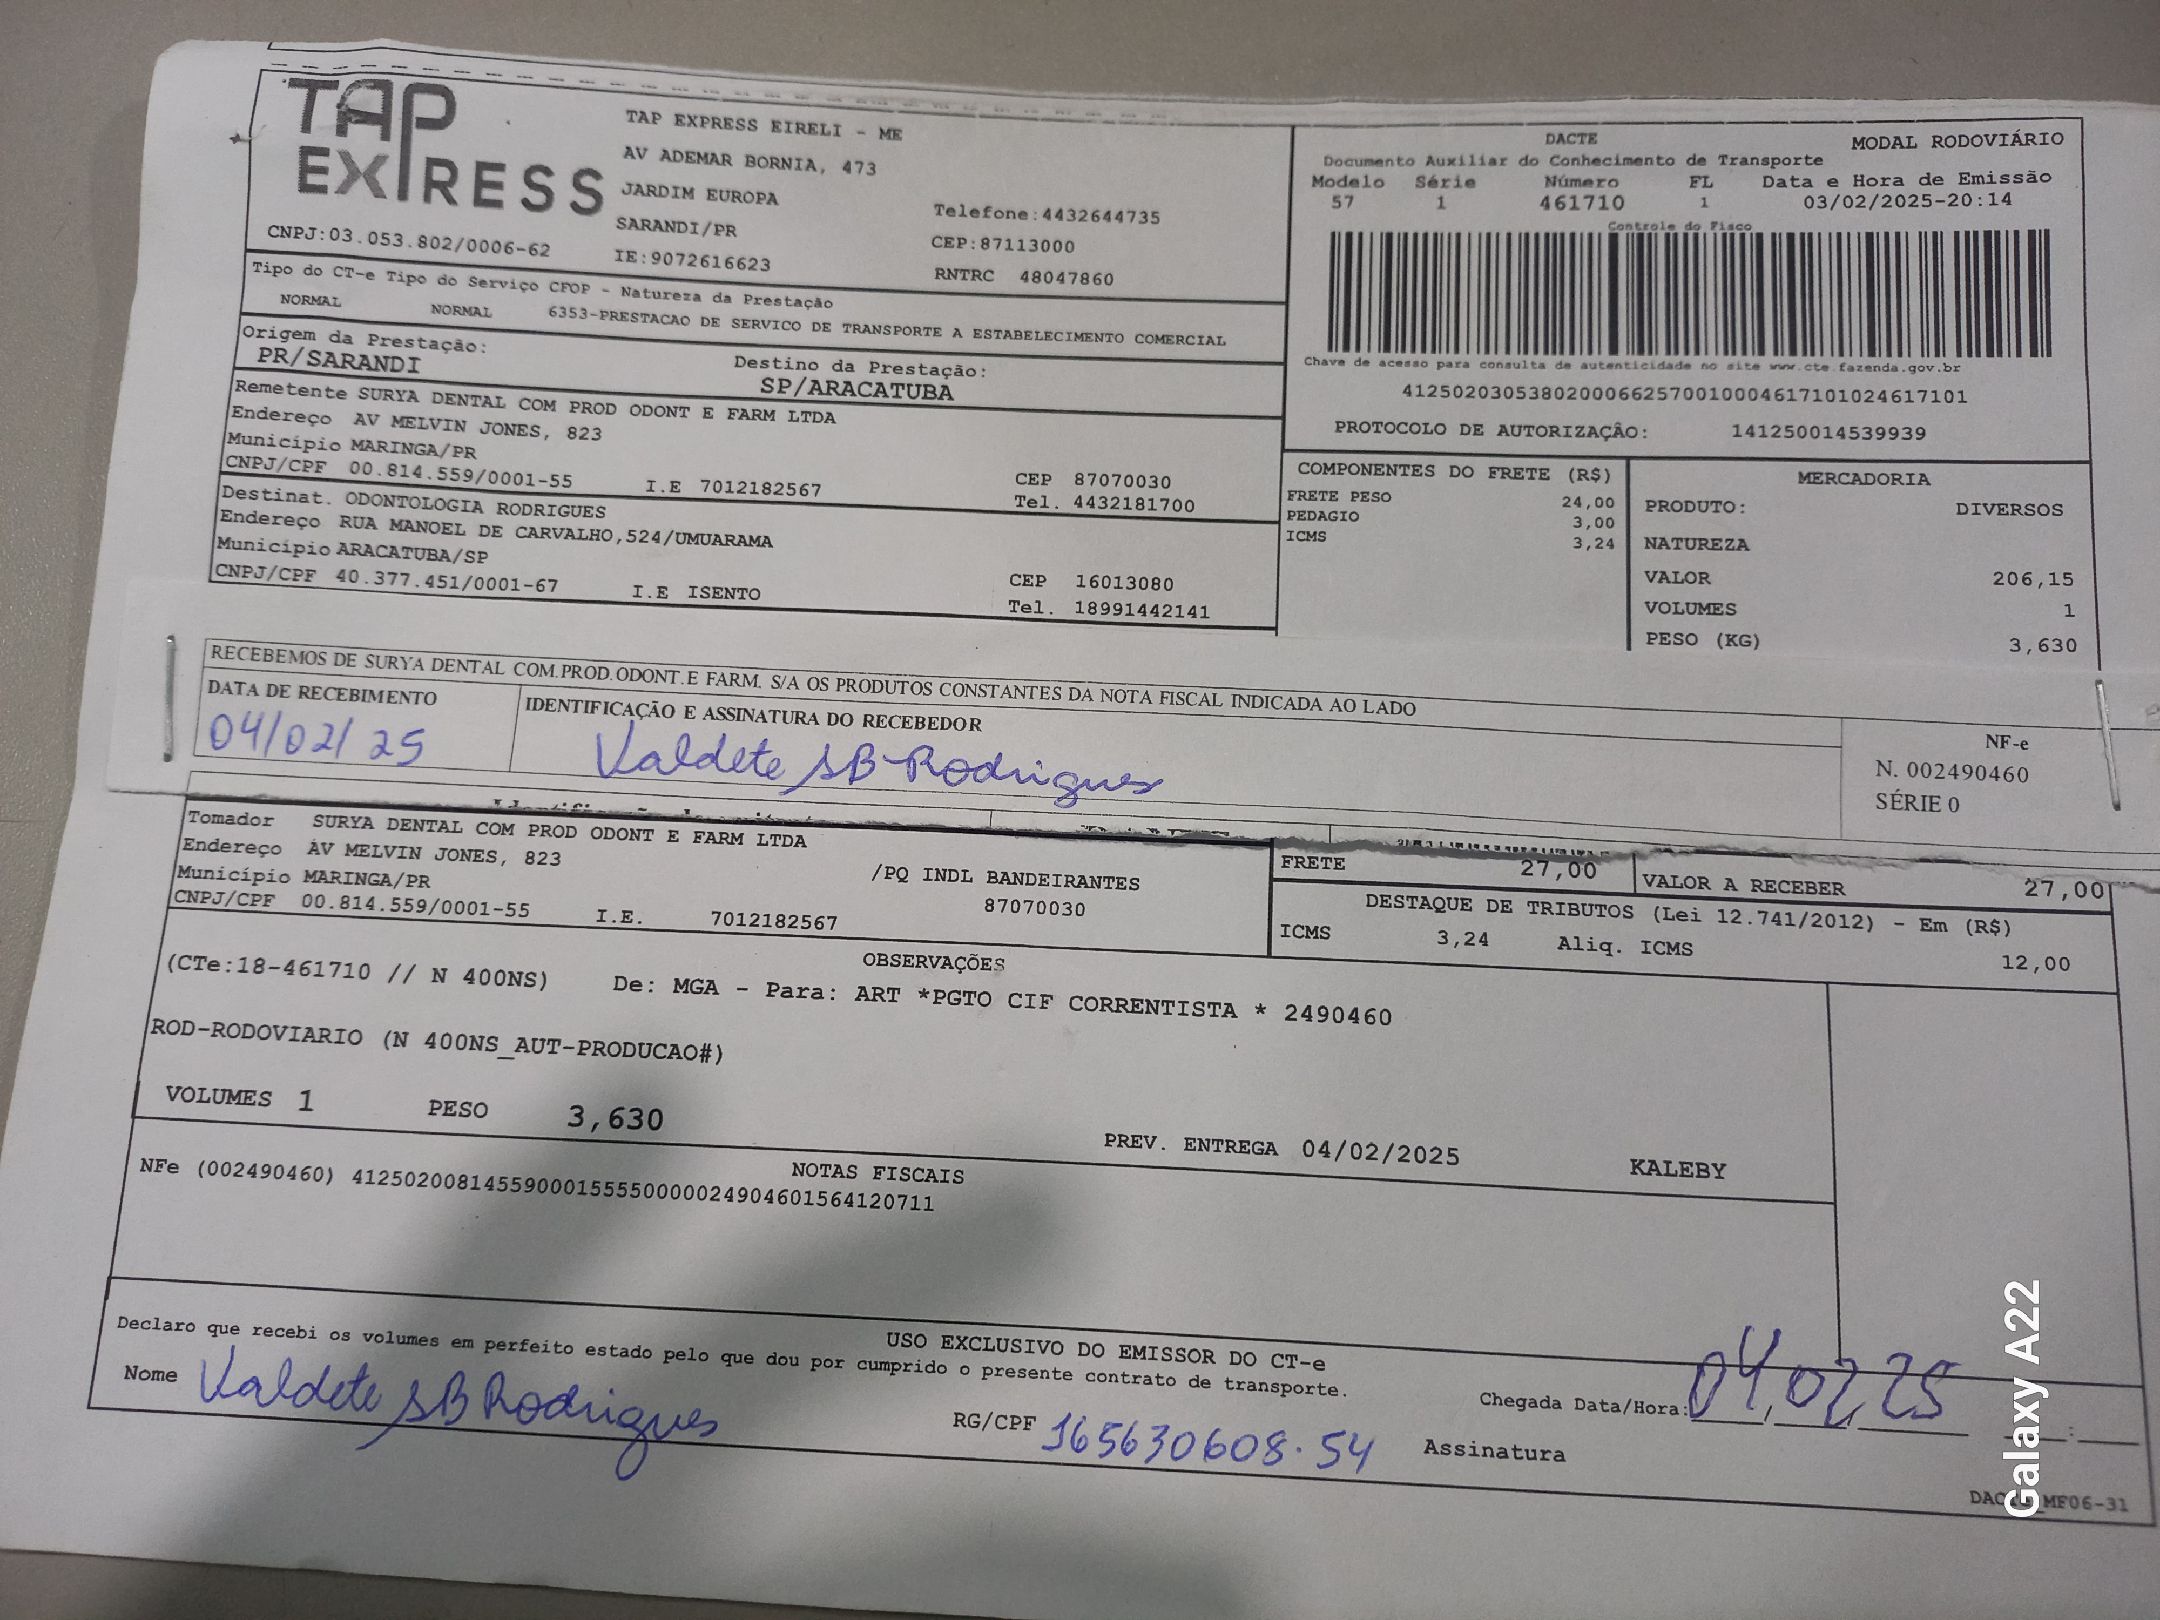 TAP EXPRESS
TAP EXPRESS EIRELI - ME
AV ADEMAR BORNIA, 473
JARDIM EUROPA
SARANDI/PR
Telefone:4432644735
CEP:87113000
CNPJ:03.053.802/0006-62
IE:9072616623
RNTRC 48047860
DACTE
MODAL RODOVIÁRIO
Documento Auxiliar do Conhecimento de Transporte
Modelo Série Número FL Data e Hora de Emissão
57 1 461710 1 03/02/2025-20:14
Controle do Fisco
Chave de acesso para consulta de autenticidade no site www.cte.fazenda.gov.br
41250203053802000662570010004617101024617101
PROTOCOLO DE AUTORIZAÇÃO: 141250014539939
Tipo do CT-e Tipo do Serviço CFOP - Natureza da Prestação
NORMAL NORMAL 6353-PRESTACAO DE SERVICO DE TRANSPORTE A ESTABELECIMENTO COMERCIAL
Origem da Prestação: Destino da Prestação:
PR/SARANDI SP/ARACATUBA
Remetente SURYA DENTAL COM PROD ODONT E FARM LTDA
Endereço AV MELVIN JONES, 823
Município MARINGA/PR CEP 87070030
CNPJ/CPF 00.814.559/0001-55 I.E 7012182567 Tel. 4432181700
Destinat. ODONTOLOGIA RODRIGUES
Endereço RUA MANOEL DE CARVALHO,524/UMUARAMA
Município ARACATUBA/SP CEP 16013080
CNPJ/CPF 40.377.451/0001-67 I.E ISENTO Tel. 18991442141
COMPONENTES DO FRETE (R$)
FRETE PESO 24,00
PEDAGIO 3,00
ICMS 3,24
MERCADORIA
PRODUTO: DIVERSOS
NATUREZA
VALOR 206,15
VOLUMES 1
PESO (KG) 3,630
RECEBEMOS DE SURYA DENTAL COM.PROD.ODONT.E FARM. S/A OS PRODUTOS CONSTANTES DA NOTA FISCAL INDICADA AO LADO
DATA DE RECEBIMENTO IDENTIFICAÇÃO E ASSINATURA DO RECEBEDOR
04/02/25 Valdete SB Rodrigues
NF-e
N. 002490460
SÉRIE 0
Tomador SURYA DENTAL COM PROD ODONT E FARM LTDA
Endereço AV MELVIN JONES, 823 /PQ INDL BANDEIRANTES
Município MARINGA/PR 87070030
CNPJ/CPF 00.814.559/0001-55 I.E. 7012182567
FRETE 27,00 VALOR A RECEBER 27,00
DESTAQUE DE TRIBUTOS (Lei 12.741/2012) - Em (R$)
ICMS 3,24 Aliq. ICMS 12,00
OBSERVAÇÕES
(CTe:18-461710 // N 400NS) De: MGA - Para: ART *PGTO CIF CORRENTISTA * 2490460
ROD-RODOVIARIO (N 400NS_AUT-PRODUCAO#)
VOLUMES 1 PESO 3,630 PREV. ENTREGA 04/02/2025 KALEBY
NOTAS FISCAIS
NFe (002490460) 41250200814559000155550000024904601564120711
USO EXCLUSIVO DO EMISSOR DO CT-e
Declaro que recebi os volumes em perfeito estado pelo que dou por cumprido o presente contrato de transporte.
Nome Valdete SB Rodrigues RG/CPF 165630608.54 Chegada Data/Hora: 04,02,25 :
Assinatura
MF06-31
Galaxy A22